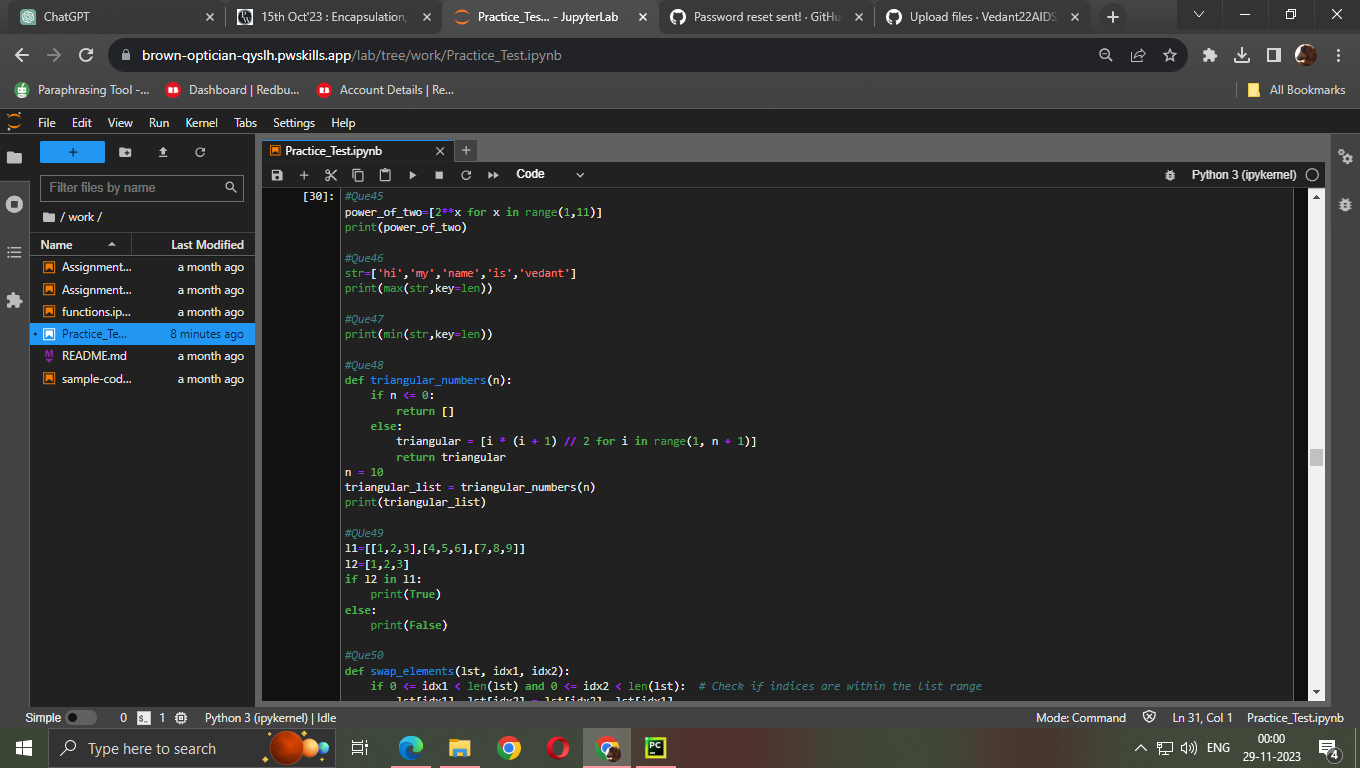 ChatGPT
15th Oct'23 : Encapsulation,
Practice_Tes... - JupyterLab
Password reset sent! · GitHu
Upload files · Vedant22AIDS
brown-optician-qyslh.pwskills.app/lab/tree/work/Practice_Test.ipynb
Paraphrasing Tool -...
Dashboard | Redbu...
Account Details | Re...
All Bookmarks
File Edit View Run Kernel Tabs Settings Help
Filter files by name
/ work /
Name Last Modified
Assignment... a month ago
Assignment... a month ago
functions.ip... a month ago
Practice_Te... 8 minutes ago
README.md a month ago
sample-cod... a month ago
Practice_Test.ipynb
Code
Python 3 (ipykernel)
[30]: #Que45
power_of_two=[2**x for x in range(1,11)]
print(power_of_two)
#Que46
str=['hi','my','name','is','vedant']
print(max(str,key=len))
#Que47
print(min(str,key=len))
#Que48
def triangular_numbers(n):
if n <= 0:
return []
else:
triangular = [i * (i + 1) // 2 for i in range(1, n + 1)]
return triangular
n = 10
triangular_list = triangular_numbers(n)
print(triangular_list)
#QUe49
l1=[[1,2,3],[4,5,6],[7,8,9]]
l2=[1,2,3]
if l2 in l1:
print(True)
else:
print(False)
#Que50
def swap_elements(lst, idx1, idx2):
if 0 <= idx1 < len(lst) and 0 <= idx2 < len(lst): # Check if indices are within the list range
lst[idx1], lst[idx2] = lst[idx2], lst[idx1]
Simple 0 1 Python 3 (ipykernel) | Idle
Mode: Command Ln 31, Col 1 Practice_Test.ipynb
Type here to search
ENG
00:00
29-11-2023
4